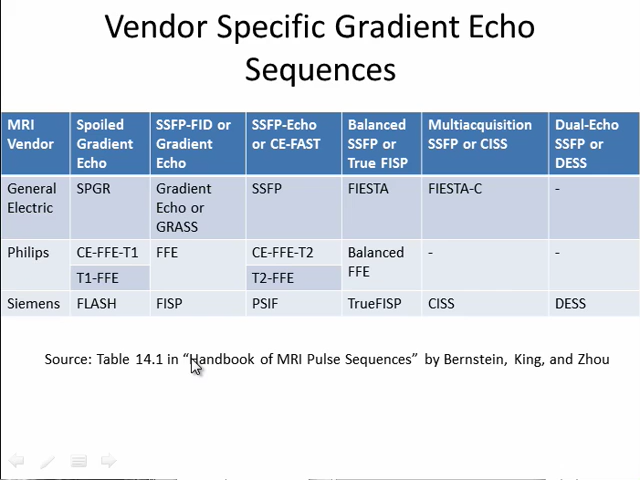 Vendor Specific Gradient Echo
Sequences
MRI Vendor | Spoiled Gradient Echo | SSFP-FID or Gradient Echo | SSFP-Echo or CE-FAST | Balanced SSFP or True FISP | Multiacquisition SSFP or CISS | Dual-Echo SSFP or DESS
General Electric | SPGR | Gradient Echo or GRASS | SSFP | FIESTA | FIESTA-C | -
Philips | CE-FFE-T1 | FFE | CE-FFE-T2 | Balanced FFE | - | -
T1-FFE | T2-FFE
Siemens | FLASH | FISP | PSIF | TrueFISP | CISS | DESS
Source: Table 14.1 in “Handbook of MRI Pulse Sequences” by Bernstein, King, and Zhou